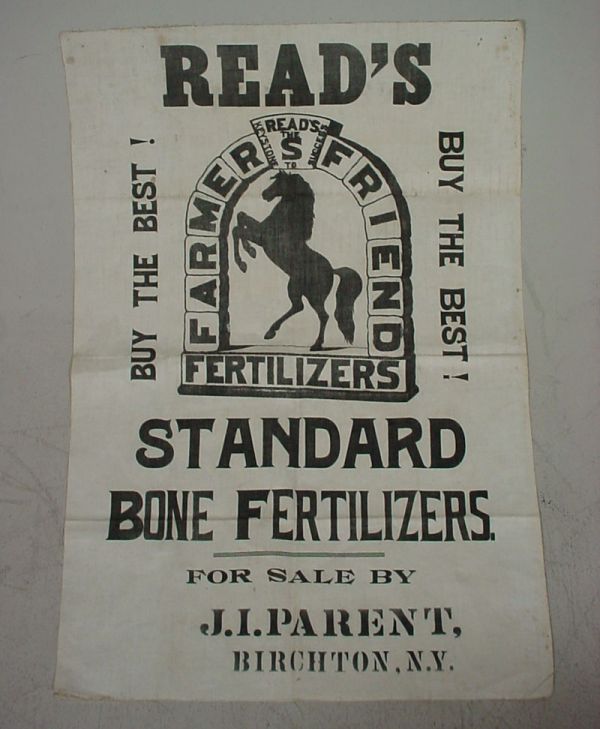 READ'S
BUY THE BEST!
READ'S
THE
KEYSTONE S TO SUCCESS
FARMERS FRIEND
FERTILIZERS
BUY THE BEST!
STANDARD
BONE FERTILIZERS.
FOR SALE BY
J.I.PARENT,
BIRCHTON, N.Y.